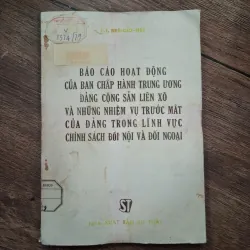 BÁO CÁO HOẠT ĐỘNG
CỦA BAN CHẤP HÀNH TRUNG ƯƠNG
ĐẢNG CỘNG SẢN LIÊN XÔ
VÀ NHỮNG NHIỆM VỤ TRƯỚC MẮT
CỦA ĐẢNG TRONG LĨNH VỰC
CHÍNH SÁCH ĐỐI NỘI VÀ ĐỐI NGOẠI
ST